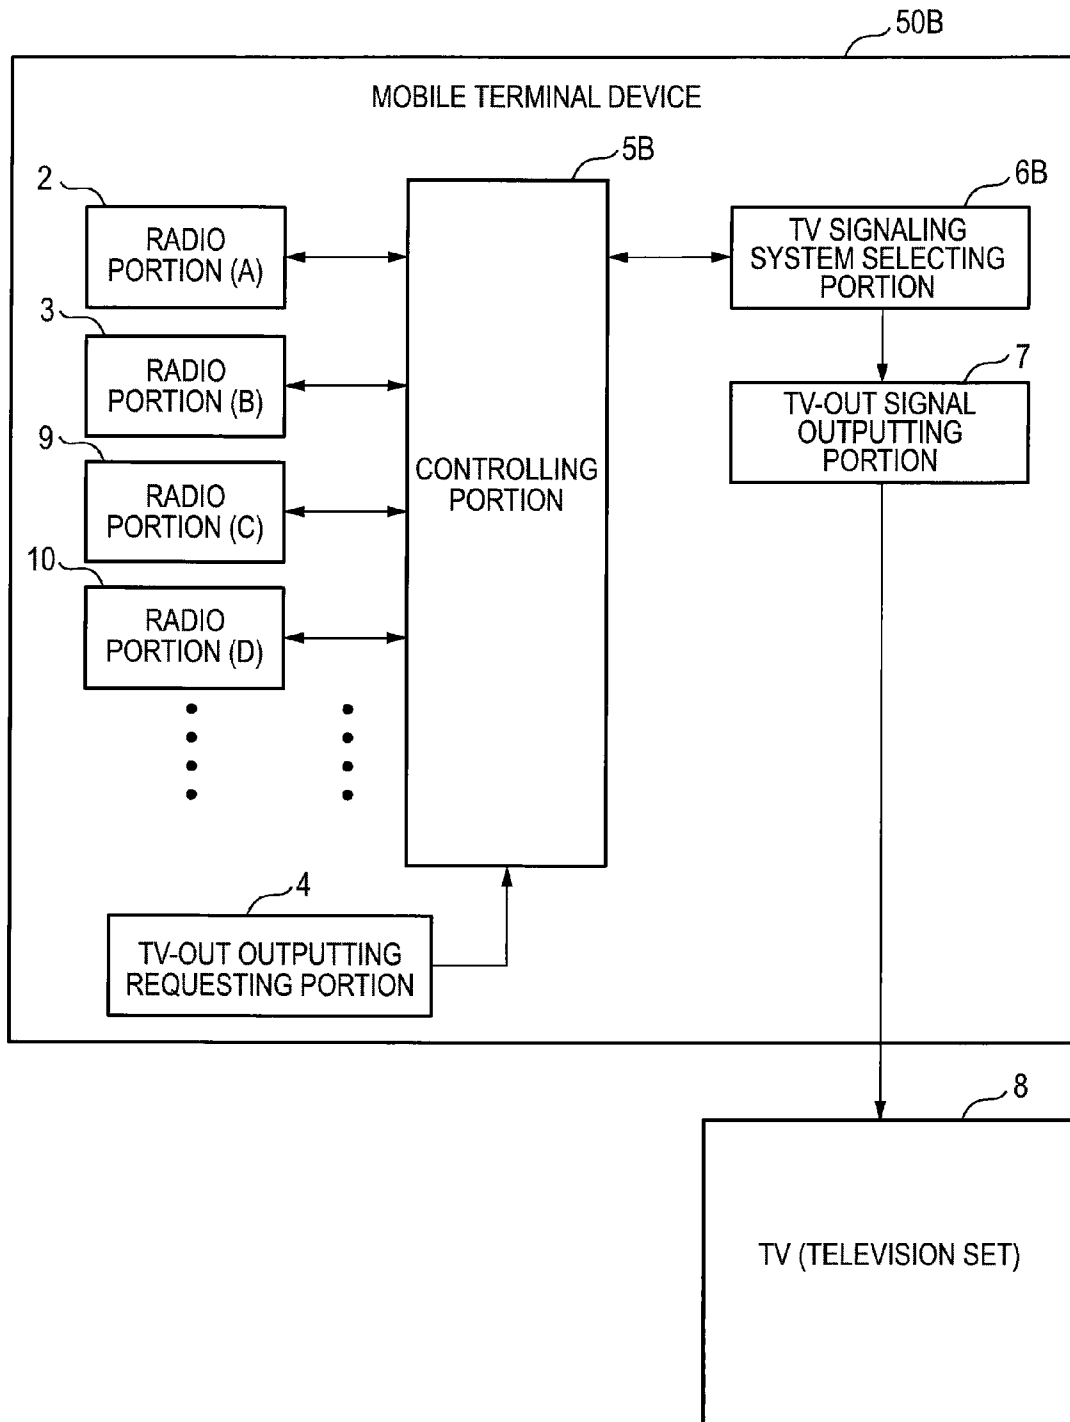 50B
MOBILE TERMINAL DEVICE
5B
2
RADIO
PORTION (A)
6B
TV SIGNALING
SYSTEM SELECTING
PORTION
3
RADIO
PORTION (B)
7
TV-OUT SIGNAL
OUTPUTTING
PORTION
9
RADIO
PORTION (C)
CONTROLLING
PORTION
10
RADIO
PORTION (D)
4
TV-OUT OUTPUTTING
REQUESTING PORTION
8
TV (TELEVISION SET)